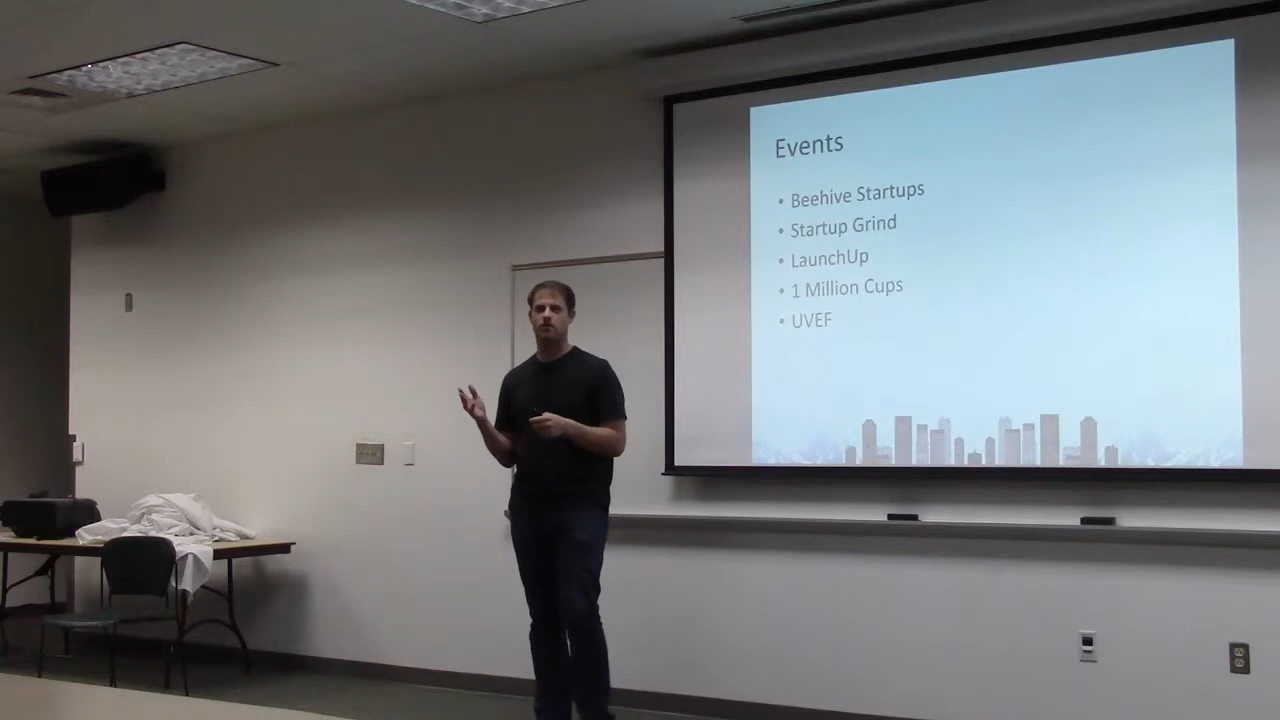 Events
• Beehive Startups
• Startup Grind
• LaunchUp
• 1 Million Cups
• UVEF